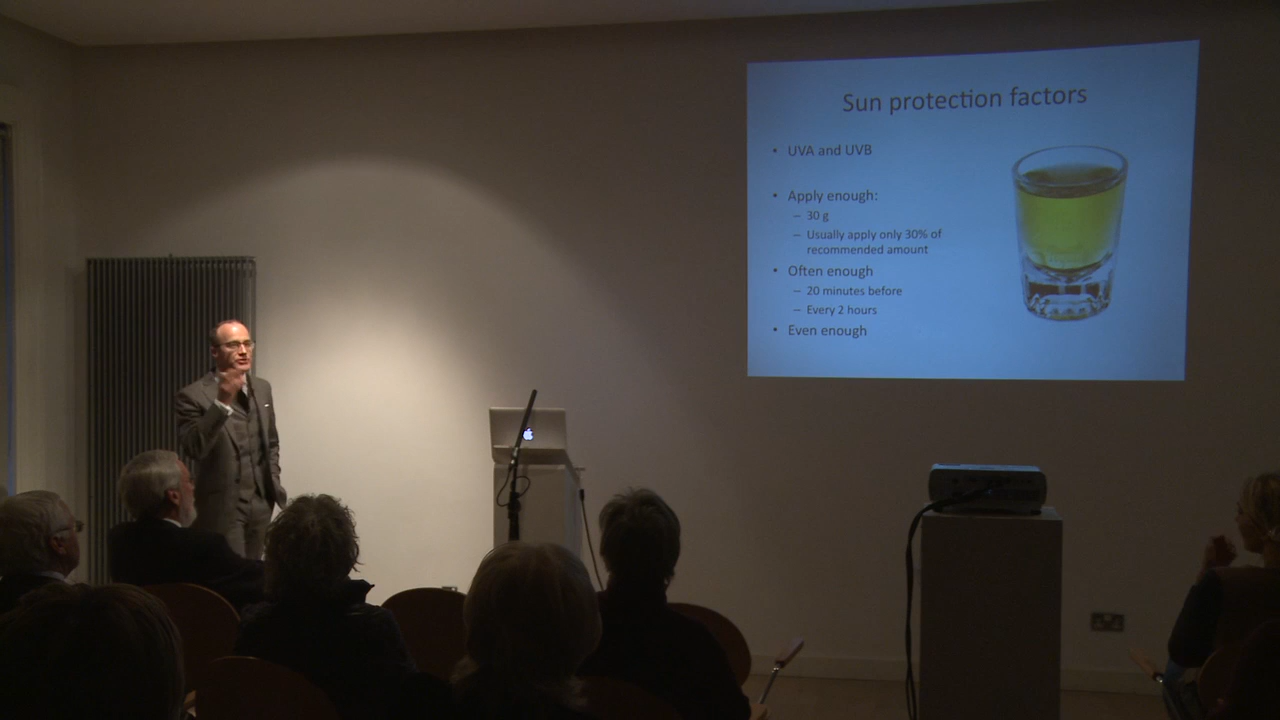 Sun protection factors
• UVA and UVB
• Apply enough:
– 30 g
– Usually apply only 30% of
recommended amount
• Often enough
– 20 minutes before
– Every 2 hours
• Even enough